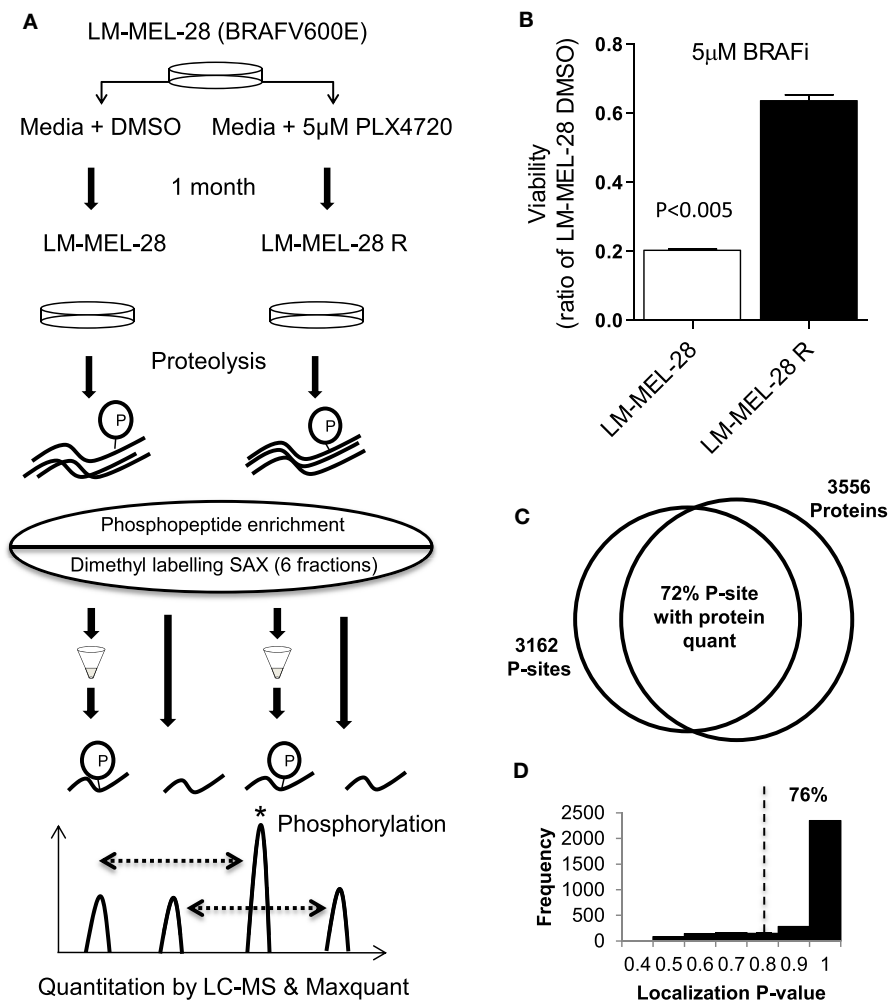 A
LM-MEL-28 (BRAFV600E)
Media + DMSO
Media + 5µM PLX4720
1 month
LM-MEL-28
LM-MEL-28 R
Proteolysis
P
P
Phosphopeptide enrichment
Dimethyl labelling SAX (6 fractions)
P
P
*
Phosphorylation
Quantitation by LC-MS & Maxquant
B
5µM BRAFi
Viability
(ratio of LM-MEL-28 DMSO)
0.8
0.6
0.4
0.2
0.0
P<0.005
LM-MEL-28
LM-MEL-28 R
C
3556
Proteins
72% P-site
with protein
quant
3162
P-sites
D
76%
Frequency
2500
2000
1500
1000
500
0
0.4 0.5 0.6 0.7 0.8 0.9 1
Localization P-value